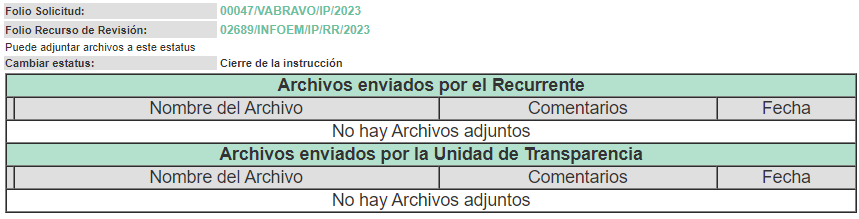 Folio Solicitud: 00047/VABRAVO/IP/2023
Folio Recurso de Revisión: 02689/INFOEM/IP/RR/2023
Puede adjuntar archivos a este estatus
Cambiar estatus: Cierre de la instrucción
Archivos enviados por el Recurrente
Nombre del Archivo Comentarios Fecha
No hay Archivos adjuntos
Archivos enviados por la Unidad de Transparencia
Nombre del Archivo Comentarios Fecha
No hay Archivos adjuntos